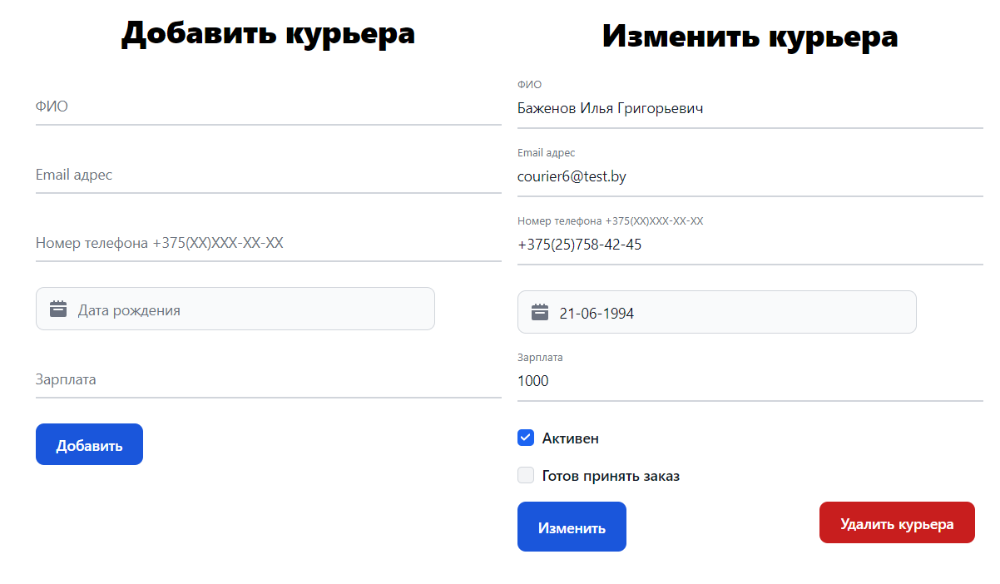 Добавить курьера
ФИО
Email адрес
Номер телефона +375(XX)XXX-XX-XX
Дата рождения
Зарплата
Добавить
Изменить курьера
ФИО
Баженов Илья Григорьевич
Email адрес
courier6@test.by
Номер телефона +375(XX)XXX-XX-XX
+375(25)758-42-45
21-06-1994
Зарплата
1000
Активен
Готов принять заказ
Изменить
Удалить курьера